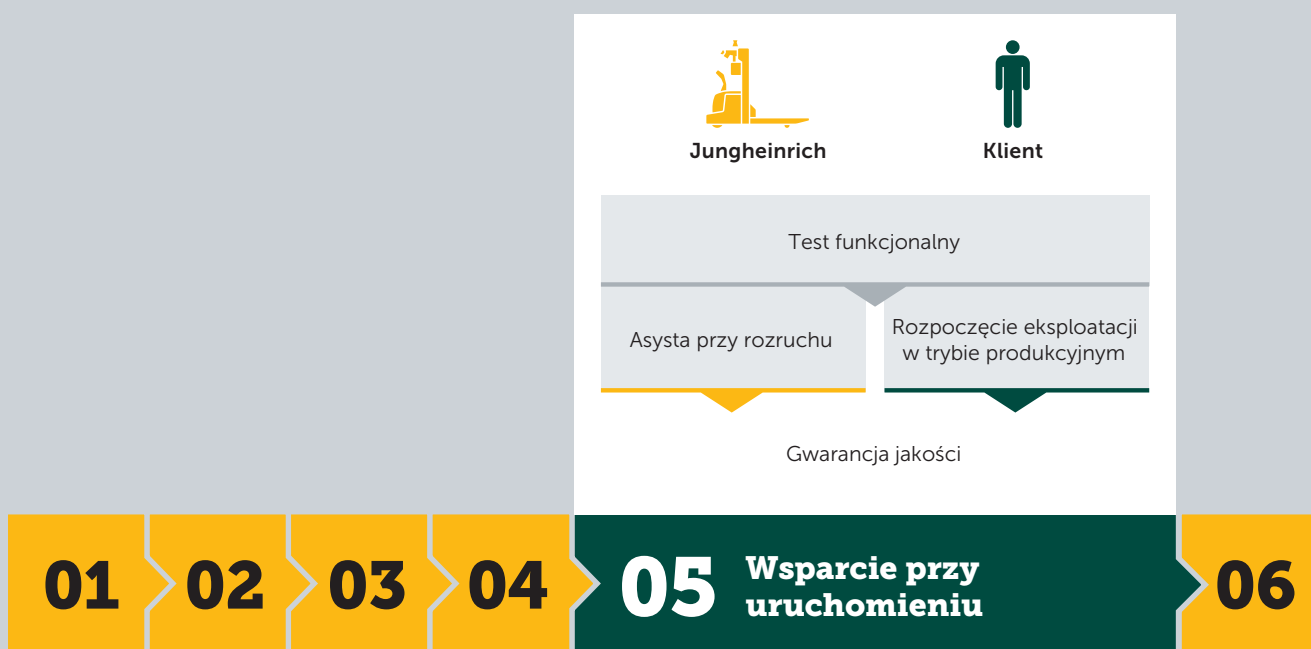 Jungheinrich
Klient
Test funkcjonalny
Asysta przy rozruchu
Rozpoczęcie eksploatacji
w trybie produkcyjnym
Gwarancja jakości
01
02
03
04
05
Wsparcie przy
uruchomieniu
06